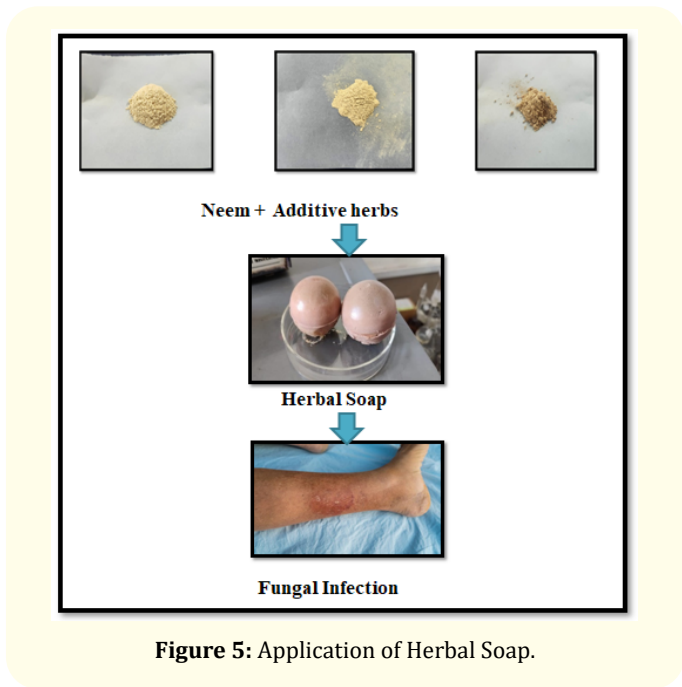 Neem + Additive herbs
Herbal Soap
Fungal Infection
Figure 5: Application of Herbal Soap.